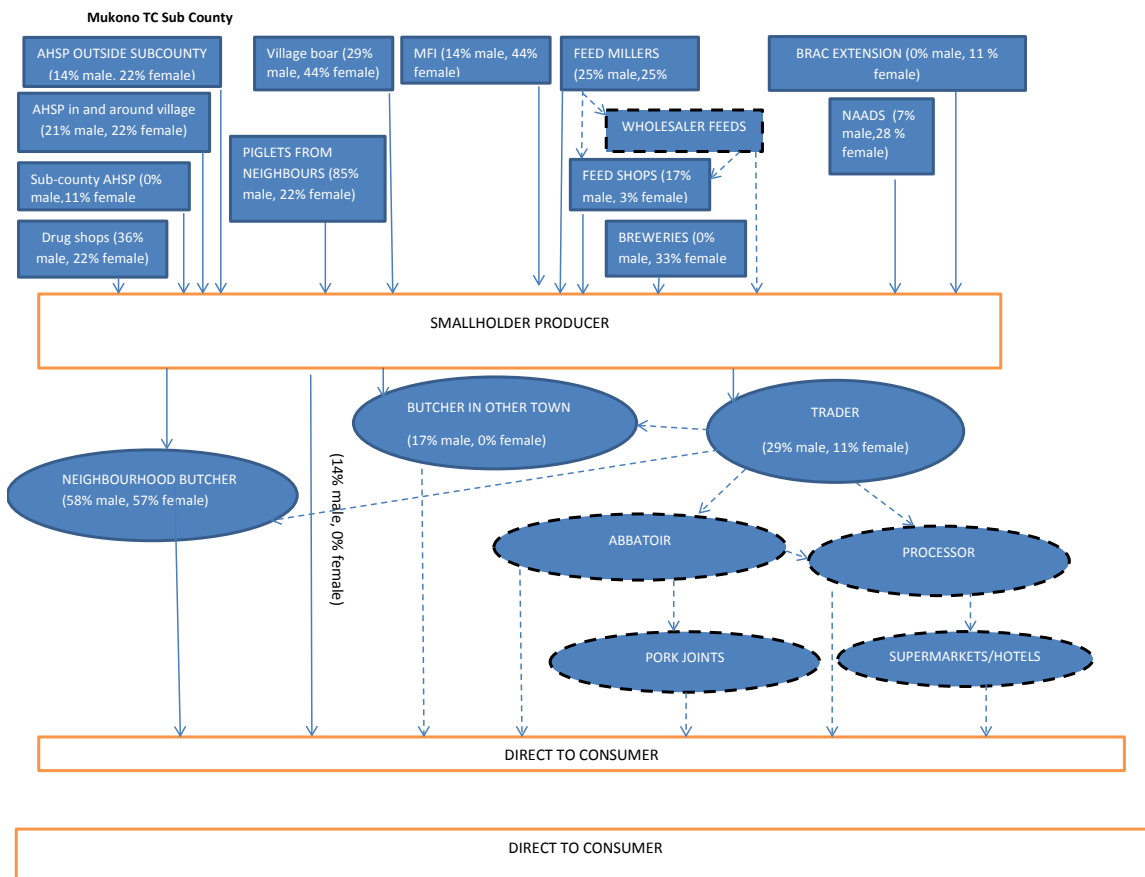 Mukono TC Sub County
AHSP OUTSIDE SUBCOUNTY
(14% male, 22% female)
Village boar (29%
male, 44% female)
MFI (14% male, 44%
female)
FEED MILLERS
(25% male,25%
BRAC EXTENSION (0% male, 11 %
female)
AHSP in and around village
(21% male, 22% female)
WHOLESALER FEEDS
NAADS (7%
male,28 %
female)
PIGLETS FROM
NEIGHBOURS (85%
male, 22% female)
Sub-county AHSP (0%
male,11% female
FEED SHOPS (17%
male, 3% female)
Drug shops (36%
male, 22% female)
BREWERIES (0%
male, 33% female
SMALLHOLDER PRODUCER
BUTCHER IN OTHER TOWN
(17% male, 0% female)
TRADER
(29% male, 11% female)
NEIGHBOURHOOD BUTCHER
(58% male, 57% female)
(14% male, 0% female)
ABBATOIR
PROCESSOR
PORK JOINTS
SUPERMARKETS/HOTELS
DIRECT TO CONSUMER
DIRECT TO CONSUMER